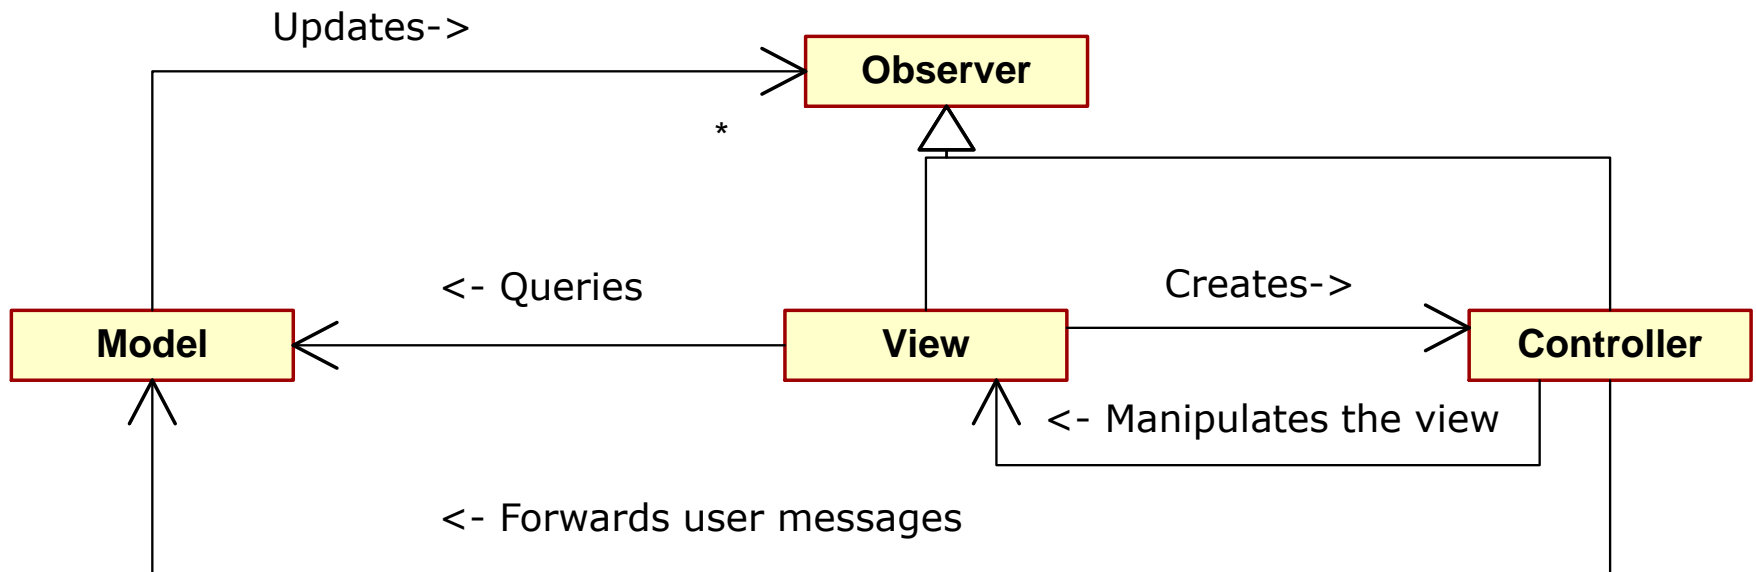 Updates->
Observer
*
<- Queries
Creates->
Model
View
Controller
<- Manipulates the view
<- Forwards user messages